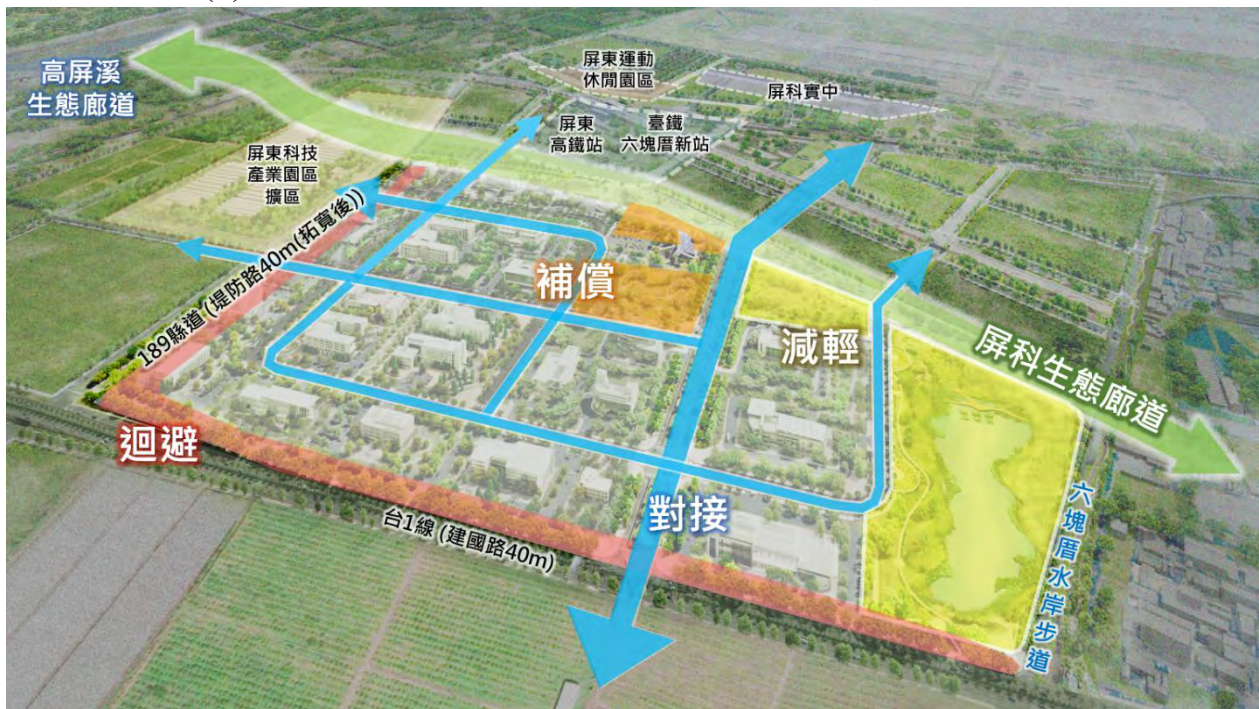 高屏溪
生態廊道
屏東運動
休閒園區
屏科實中
屏東
高鐵站
臺鐵
六塊厝新站
屏東科技
產業園區
擴區
189縣道 (堤防路40m(拓寬後))
補償
減輕
屏科生態廊道
迴避
對接
台1線 (建國路40m)
六塊厝水岸步道